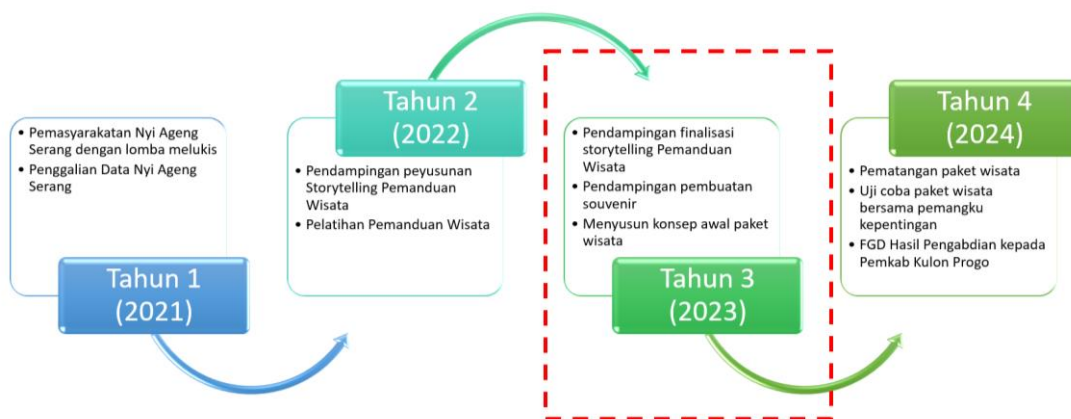 • Pemasyarakatan Nyi Ageng
Serang dengan lomba melukis
• Penggalian Data Nyi Ageng
Serang
Tahun 1
(2021)
Tahun 2
(2022)
• Pendampingan peyusunan
Storytelling Pemanduan
Wisata
• Pelatihan Pemanduan Wisata
• Pendampingan finalisasi
storytelling Pemanduan
Wisata
• Pendampingan pembuatan
souvenir
• Menyusun konsep awal paket
wisata
Tahun 3
(2023)
Tahun 4
(2024)
• Pematangan paket wisata
• Uji coba paket wisata
bersama pemangku
kepentingan
• FGD Hasil Pengabdian kepada
Pemkab Kulon Progo